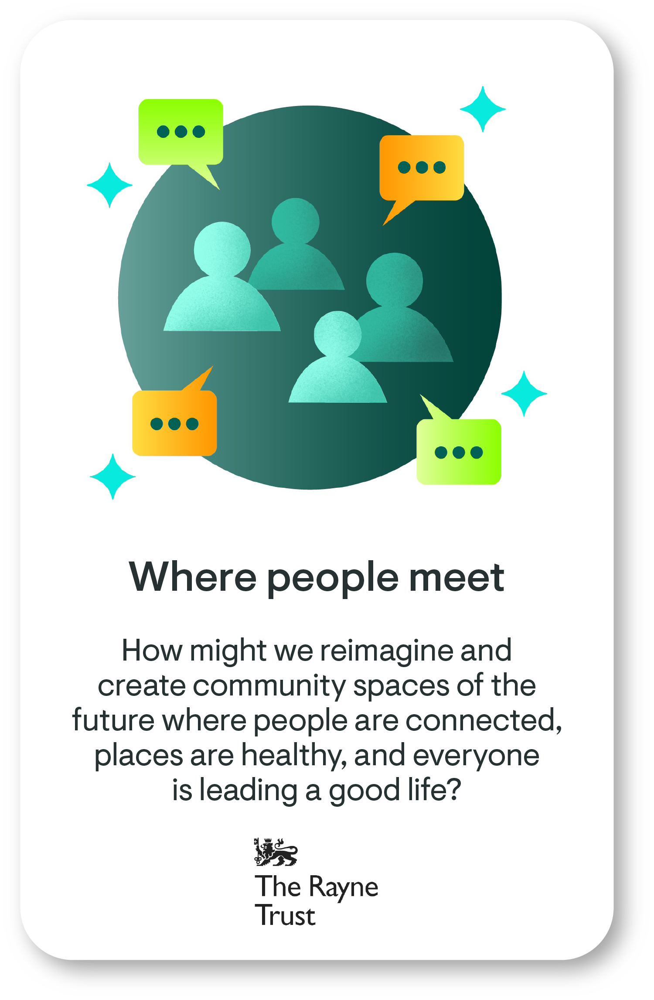 Where people meet
How might we reimagine and
create community spaces of the
future where people are connected,
places are healthy, and everyone
is leading a good life?
The Rayne
Trust